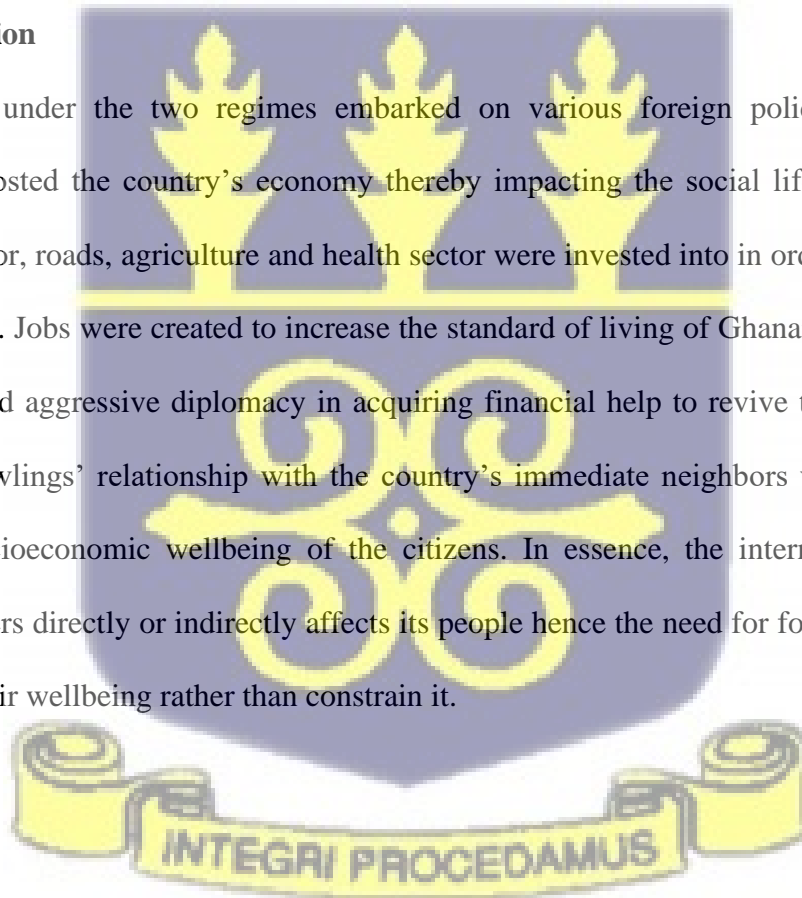 ion
under the two regimes embarked on various foreign polic
osted the country's economy thereby impacting the social lif
or, roads, agriculture and health sector were invested into in orc
. Jobs were created to increase the standard of living of Ghana
d aggressive diplomacy in acquiring financial help to revive t
wlings' relationship with the country's immediate neighbors
cioeconomic wellbeing of the citizens. In essence, the intern
rs directly or indirectly affects its people hence the need for fo
ir wellbeing rather than constrain it.
INTEGRI PROCEDAMUS